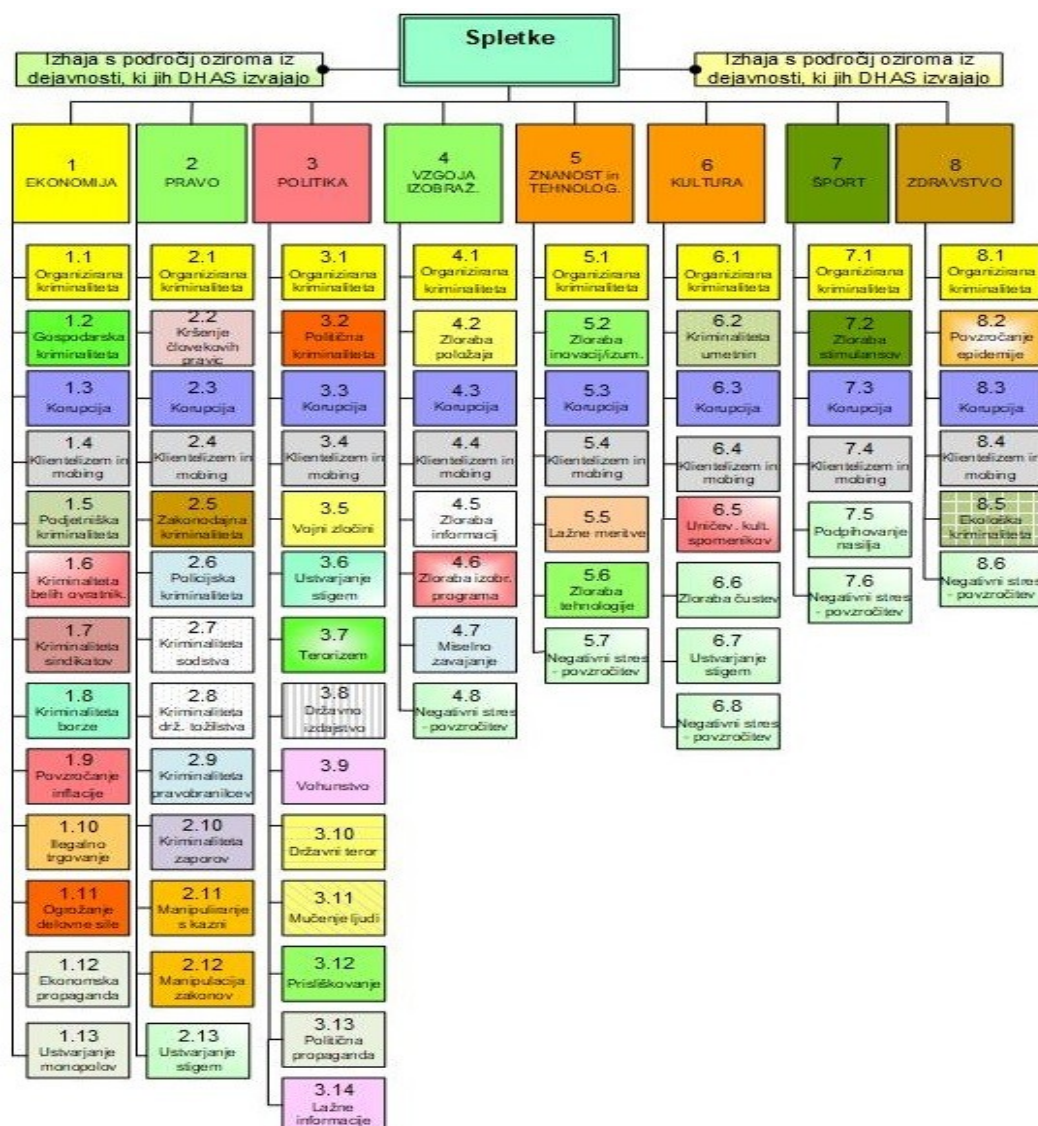 Spletke
Izhaja s področij oziroma iz
dejavnosti, ki jih DHAS izvajajo
Izhaja s področij oziroma iz
dejavnosti, ki jih DHAS izvajajo
1
EKONOMIJA
2
PRAVO
3
POLITIKA
4
VZGOJA
IZOBRAŽ.
5
ZNANOST in
TEHNOLOG.
6
KULTURA
7
ŠPORT
8
ZDRAVSTVO
1.1
Organizirana
kriminaliteta
1.2
Gospodarska
kriminaliteta
1.3
Korupcija
1.4
Klientelizem in
mobing
1.5
Podjetniška
kriminaliteta
1.6
Kriminalteta
belih ovratnik.
1.7
Kriminaliteta
sindikatov
1.8
Kriminaliteta
borze
1.9
Povzročanje
inflacije
1.10
Ilegalno
trgovanje
1.11
Ogrožanje
delovne sile
1.12
Ekonomska
propaganda
1.13
Ustvarjanje
monopolov
2.1
Organizirana
kriminaliteta
2.2
Kršenje
človekovih
pravic
2.3
Korupcija
2.4
Klientelizem in
mobing
2.5
Zakonodajna
kriminaliteta
2.6
Policijska
kriminaliteta
2.7
Kriminaliteta
sodstva
2.8
Kriminaliteta
drž. tožilstva
2.9
Kriminaliteta
pravobranilcev
2.10
Kriminaliteta
zaporov
2.11
Manipuliranje
s kazni
2.12
Manipulacija
zakonov
2.13
Ustvarjanje
stigem
3.1
Organizirana
kriminaliteta
3.2
Politična
kriminaliteta
3.3
Korupcija
3.4
Klientelizem in
mobing
3.5
Vojni zločini
3.6
Ustvarjanje
stigem
3.7
Terorizem
3.8
Državno
izdajstvo
3.9
Vohunstvo
3.10
Državni teror
3.11
Mučenje ljudi
3.12
Prisliškovanje
3.13
Politična
propaganda
3.14
Lažne
informacije
4.1
Organizirana
kriminaliteta
4.2
Zloraba
položaja
4.3
Korupcija
4.4
Klientelizem in
mobing
4.5
Zloraba
informacij
4.6
Zloraba izobr.
programa
4.7
Miselno
zavajanje
4.8
Negativni stres
- povzročitev
5.1
Organizirana
kriminaliteta
5.2
Zloraba
inovacij/izum.
5.3
Korupcija
5.4
Klientelizem in
mobing
5.5
Lažne meritve
5.6
Zloraba
tehnologije
5.7
Negativni stres
- povzročitev
6.1
Organizirana
kriminaliteta
6.2
Kriminaliteta
umetnin
6.3
Korupcija
6.4
Klientelizem in
mobing
6.5
Uničev. kult.
spomenikov
6.6
Zloraba čustev
6.7
Ustvarjanje
stigem
6.8
Negativni stres
- povzročitev
7.1
Organizirana
kriminaliteta
7.2
Zloraba
stimulansov
7.3
Korupcija
7.4
Klientelizem in
mobing
7.5
Podpihovanje
nasilja
7.6
Negativni stres
- povzročitev
8.1
Organizirana
kriminaliteta
8.2
Povzročanje
epidemije
8.3
Korupcija
8.4
Klientelizem in
mobing
8.5
Ekološka
kriminaliteta
8.6
Negativni stres
- povzročitev